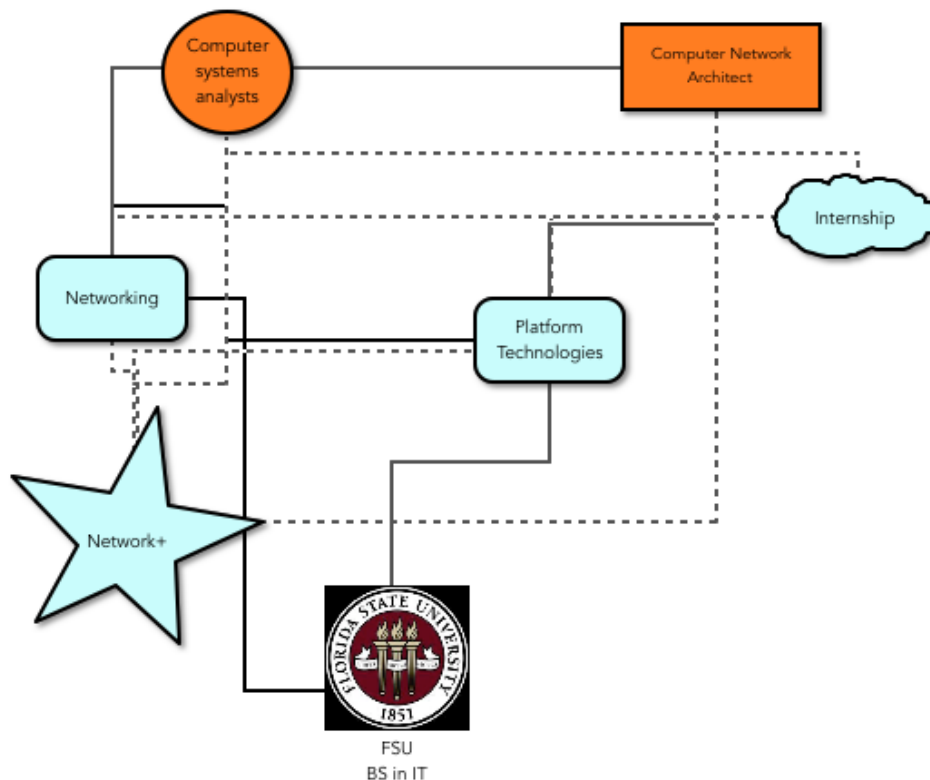 Computer
systems
analysts
Computer Network
Architect
Internship
Networking
Platform
Technologies
Network+
FLORIDA STATE UNIVERSITY
1851
FSU
BS in IT